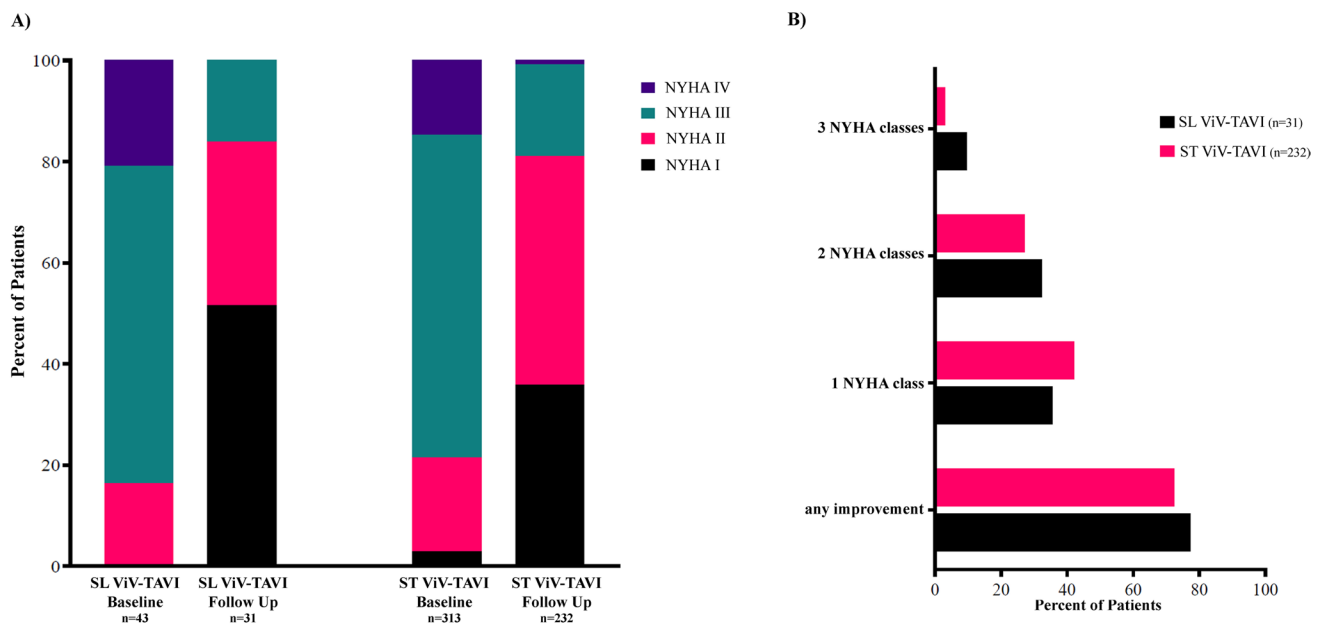 A)
Percent of Patients
100
80
60
40
20
0
SL ViV-TAVI
Baseline
n=43
SL ViV-TAVI
Follow Up
n=31
ST ViV-TAVI
Baseline
n=313
ST ViV-TAVI
Follow Up
n=232
NYHA IV
NYHA III
NYHA II
NYHA I
B)
3 NYHA classes
2 NYHA classes
1 NYHA class
any improvement
0 20 40 60 80 100
Percent of Patients
SL ViV-TAVI (n=31)
ST ViV-TAVI (n=232)